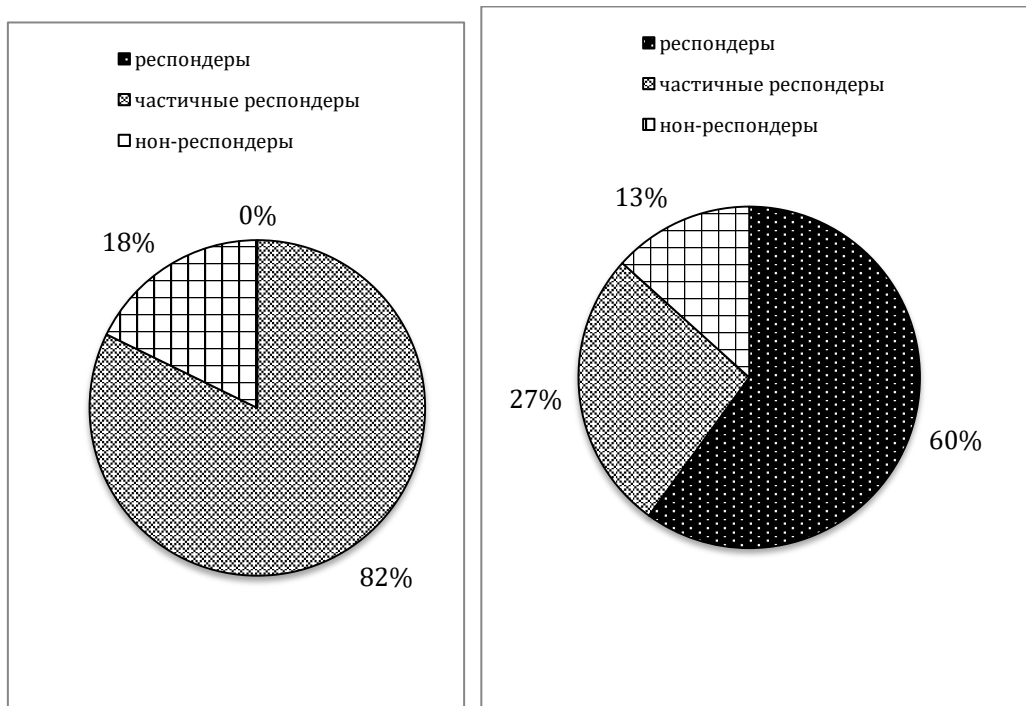 респондеры
частичные респондеры
нон-респондеры
0%
18%
82%
респондеры
частичные респондеры
нон-респондеры
13%
27%
60%